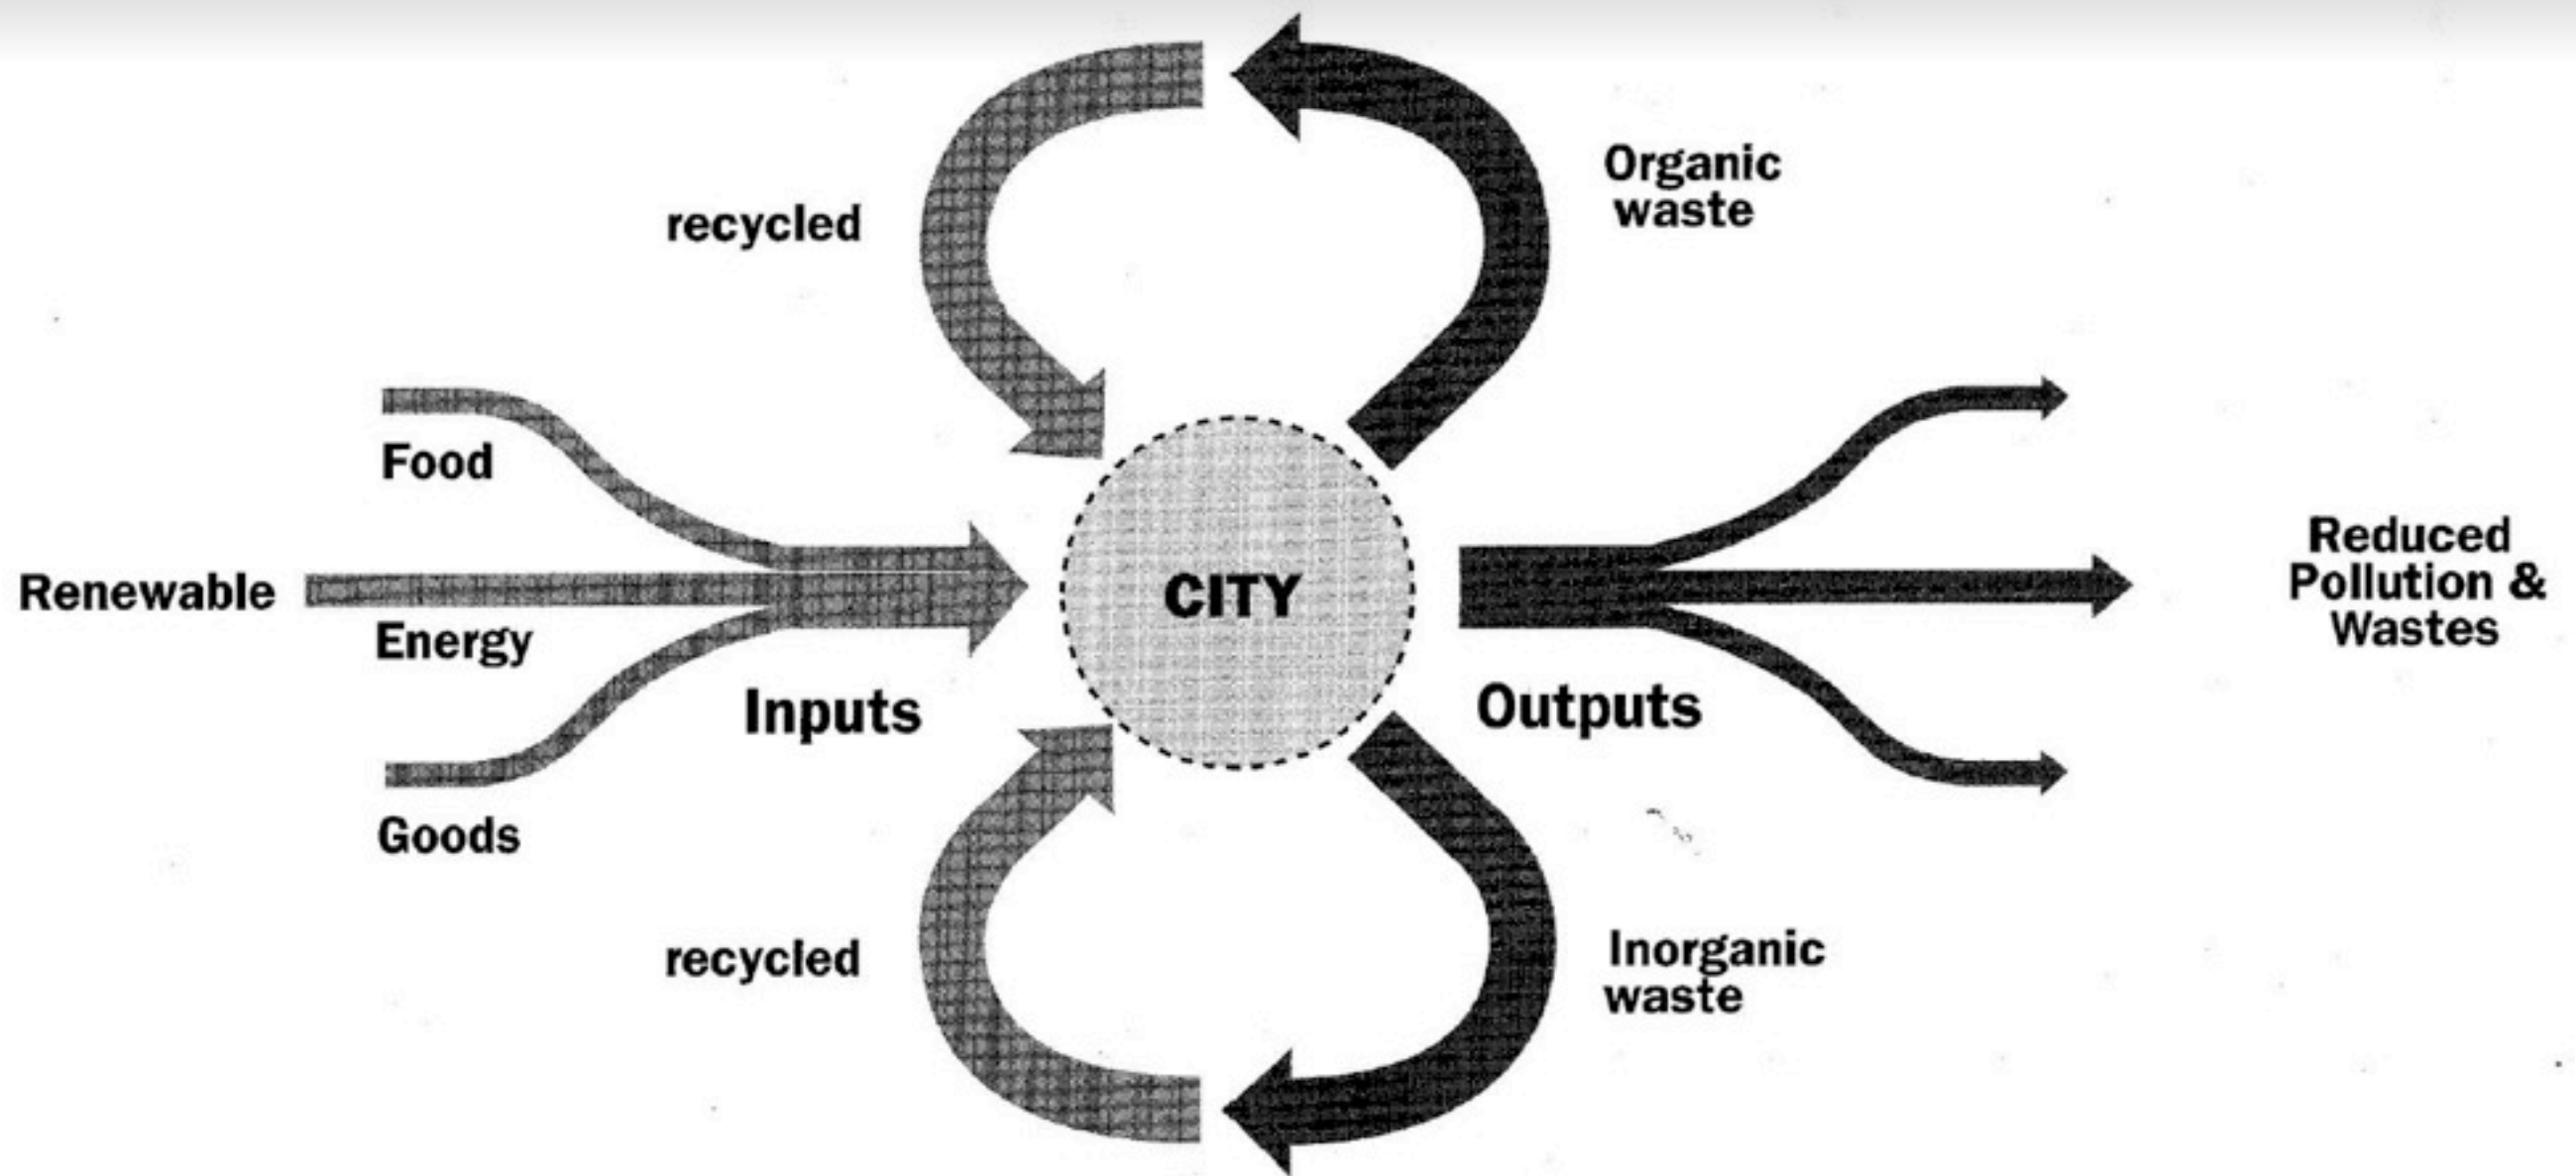 Organic
waste
recycled
Food
Renewable
Energy
Goods
Inputs
CITY
Outputs
Reduced
Pollution &
Wastes
recycled
Inorganic
waste